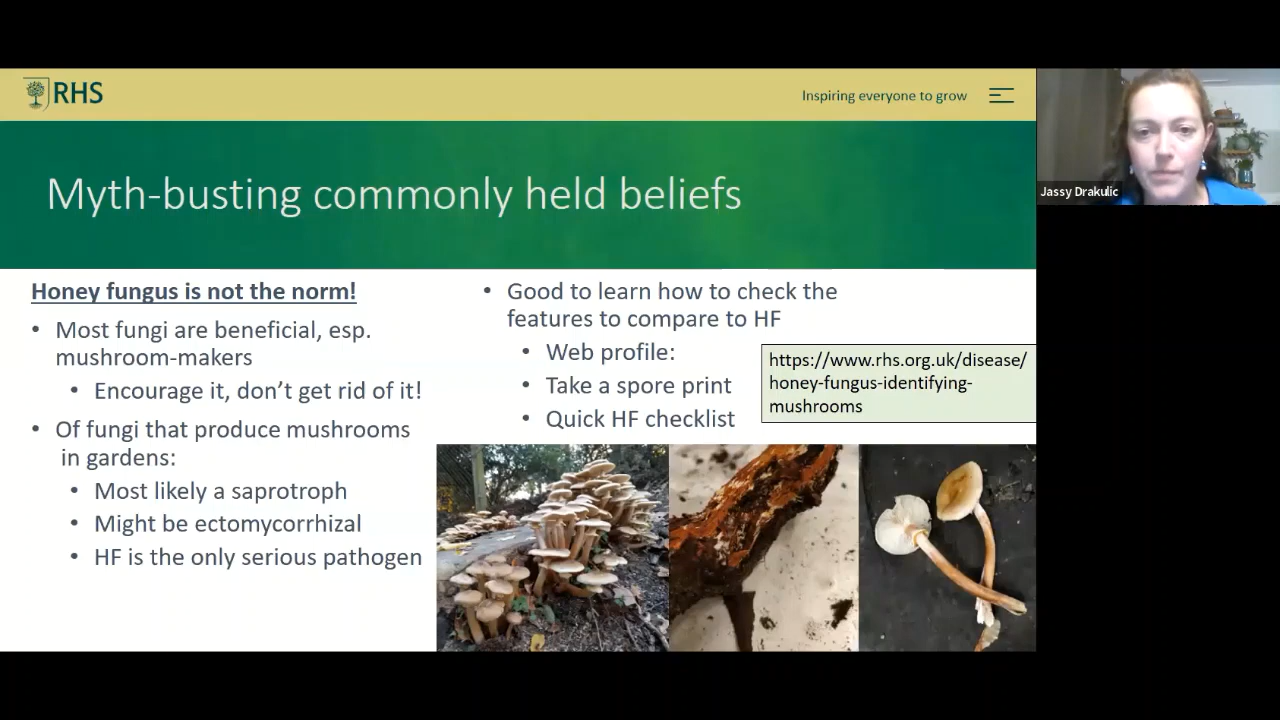 RHS
Inspiring everyone to grow
Jassy Drakulic
Myth-busting commonly held beliefs
Honey fungus is not the norm!
• Most fungi are beneficial, esp.
mushroom-makers
• Encourage it, don’t get rid of it!
• Of fungi that produce mushrooms
in gardens:
• Most likely a saprotroph
• Might be ectomycorrhizal
• HF is the only serious pathogen
• Good to learn how to check the
features to compare to HF
• Web profile:
• Take a spore print
• Quick HF checklist
https://www.rhs.org.uk/disease/
honey-fungus-identifying-
mushrooms